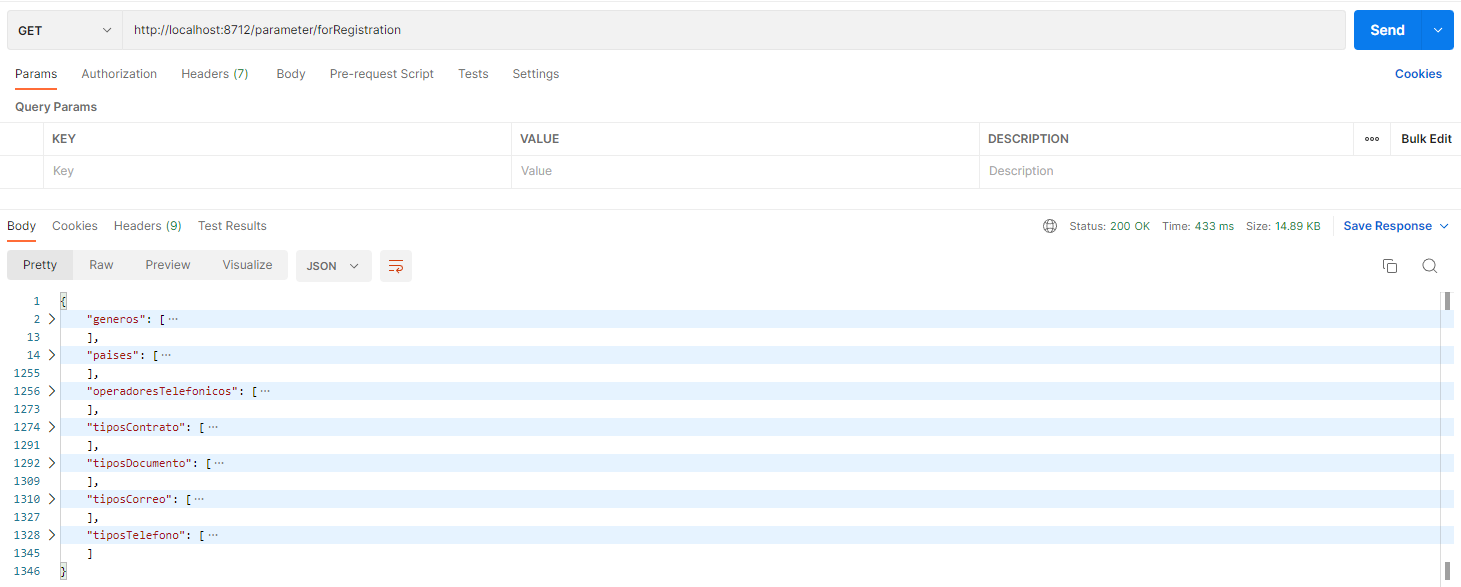 GET http://localhost:8712/parameter/forRegistration Send
Params Authorization Headers (7) Body Pre-request Script Tests Settings Cookies
Query Params
KEY VALUE DESCRIPTION ooo Bulk Edit
Key Value Description
Body Cookies Headers (9) Test Results Status: 200 OK Time: 433 ms Size: 14.89 KB Save Response
Pretty Raw Preview Visualize JSON
1 {
2 "generos": [ ···
13 ],
14 "paises": [ ···
1255 ],
1256 "operadoresTelefonicos": [ ···
1273 ],
1274 "tiposContrato": [ ···
1291 ],
1292 "tiposDocumento": [ ···
1309 ],
1310 "tiposCorreo": [ ···
1327 ],
1328 "tiposTelefono": [ ···
1345 ]
1346 }